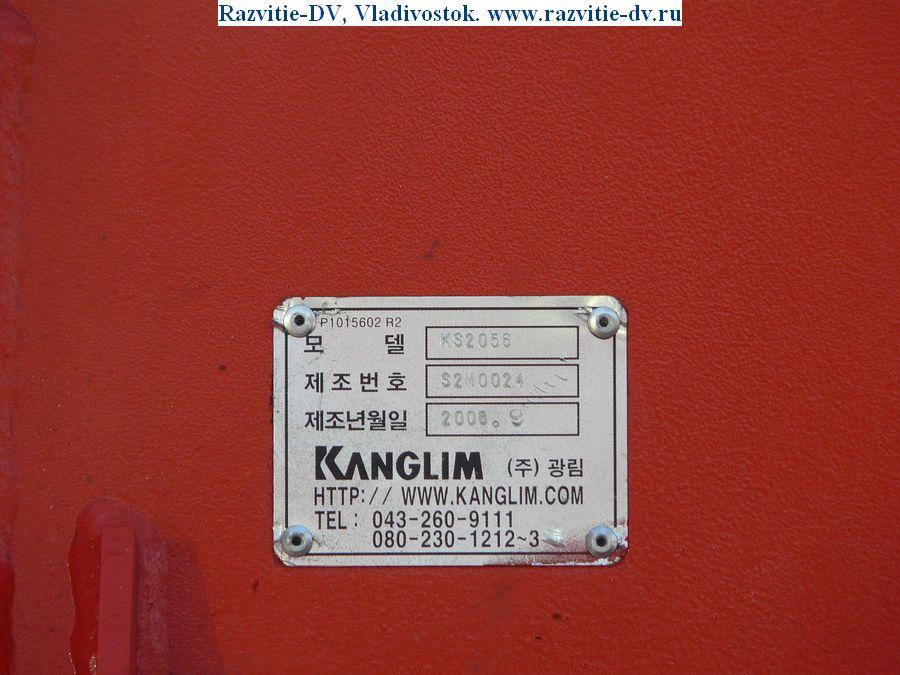 Razvitie-DV, Vladivostok. www.razvitie-dv.ru
P1015602 R2
모 델 KS2056
제조번호 S2M0024
제조년월일 2008. 9
KANGLIM (주) 광림
HTTP:// WWW.KANGLIM.COM
TEL : 043-260-9111
080-230-1212~3